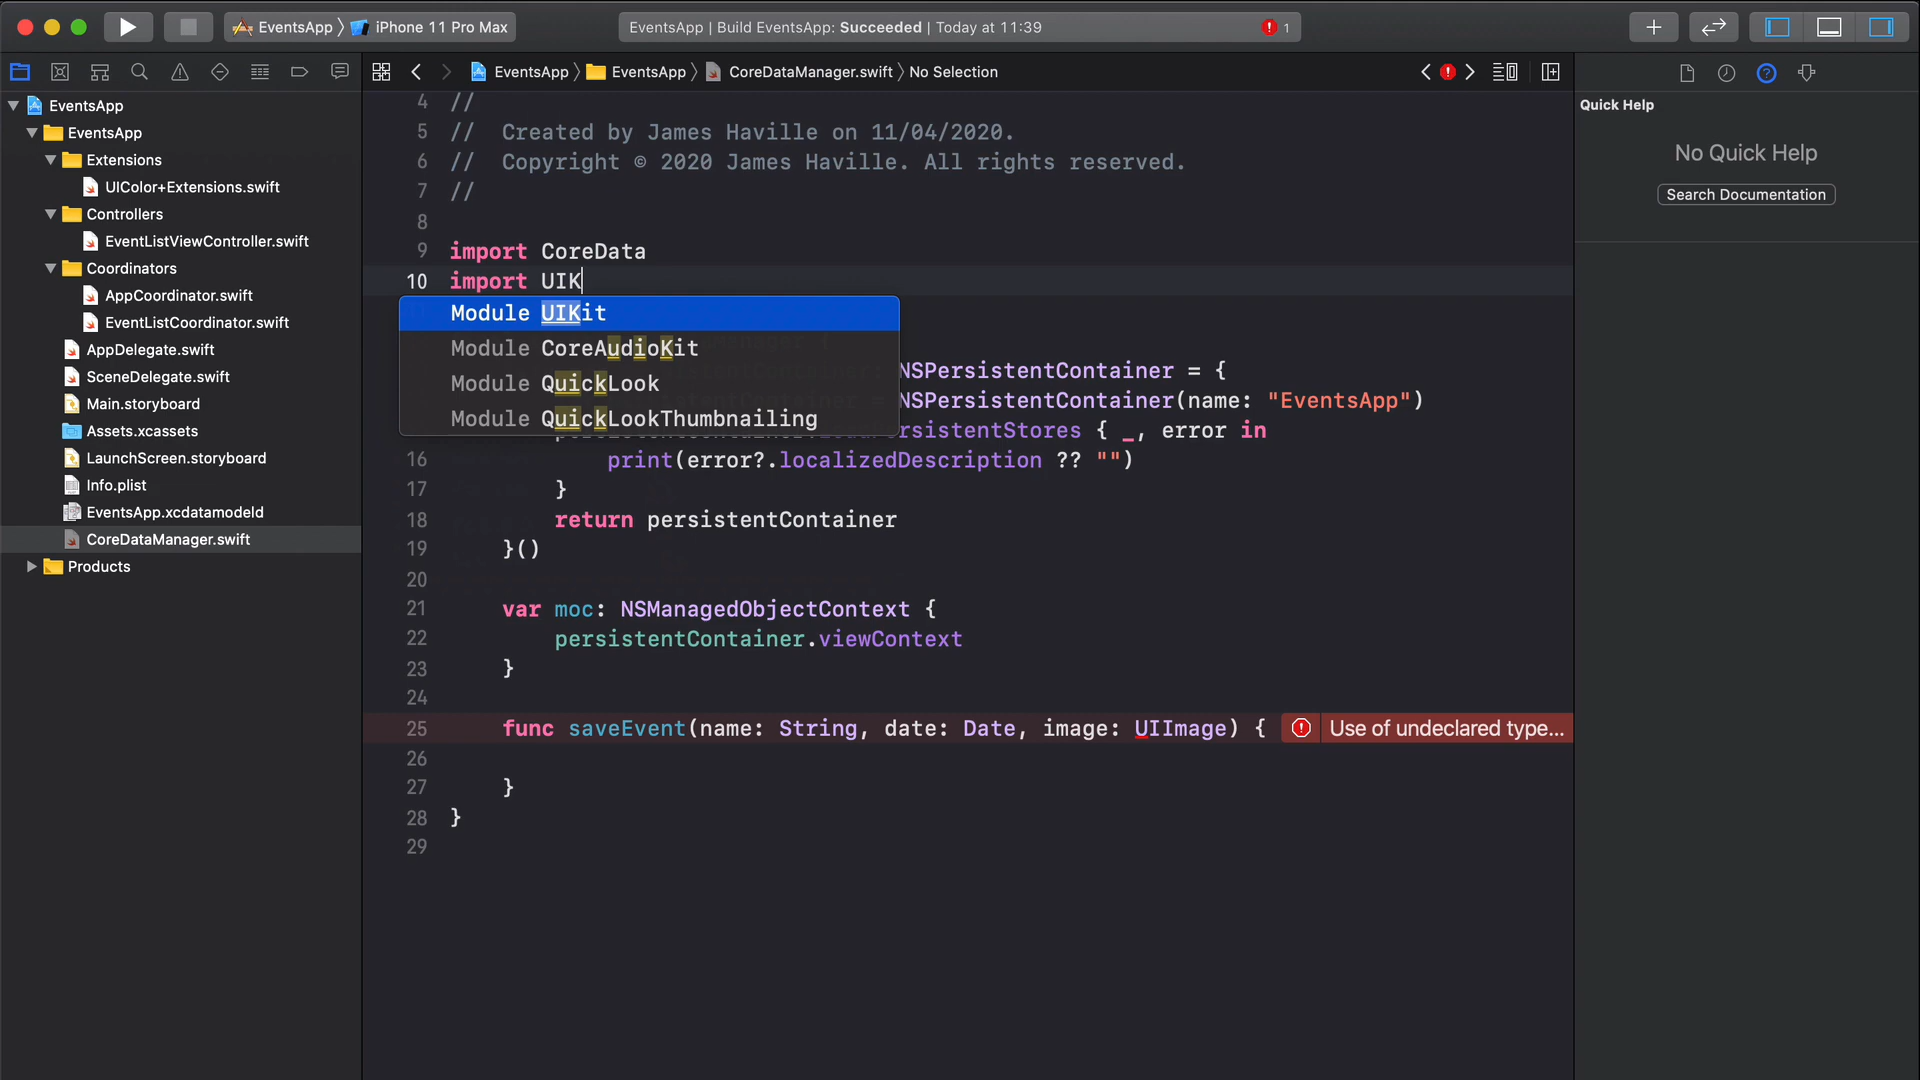 EventsApp
iPhone 11 Pro Max
EventsApp | Build EventsApp: Succeeded | Today at 11:39
1
EventsApp
EventsApp
CoreDataManager.swift
No Selection
EventsApp
EventsApp
Extensions
UIColor+Extensions.swift
Controllers
EventListViewController.swift
Coordinators
AppCoordinator.swift
EventListCoordinator.swift
AppDelegate.swift
SceneDelegate.swift
Main.storyboard
Assets.xcassets
LaunchScreen.storyboard
Info.plist
EventsApp.xcdatamodeld
CoreDataManager.swift
Products
4 //
5 // Created by James Haville on 11/04/2020.
6 // Copyright © 2020 James Haville. All rights reserved.
7 //
8
9 import CoreData
10 import UIK
Module UIKit
Module CoreAudioKit
Module QuickLook
Module QuickLookThumbnailing
NSPersistentContainer = {
NSPersistentContainer(name: "EventsApp")
ersistentStores { _, error in
16 print(error?.localizedDescription ?? "")
17 }
18 return persistentContainer
19 }()
20
21 var moc: NSManagedObjectContext {
22 persistentContainer.viewContext
23 }
24
25 func saveEvent(name: String, date: Date, image: UIImage) { Use of undeclared type...
26
27 }
28 }
29
Quick Help
No Quick Help
Search Documentation